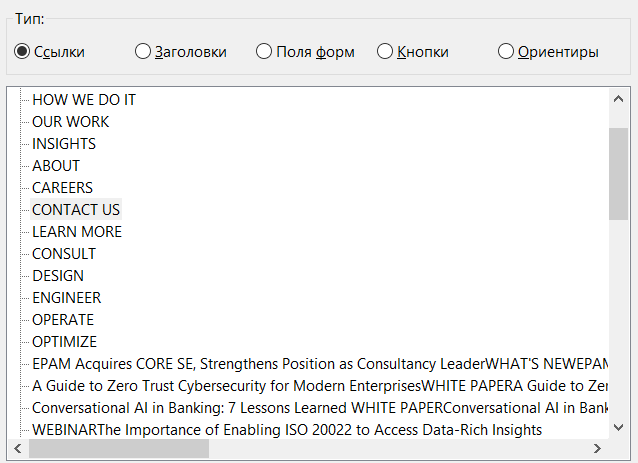 Тип:
Ссылки Заголовки Поля форм Кнопки Ориентиры
HOW WE DO IT
OUR WORK
INSIGHTS
ABOUT
CAREERS
CONTACT US
LEARN MORE
CONSULT
DESIGN
ENGINEER
OPERATE
OPTIMIZE
EPAM Acquires CORE SE, Strengthens Position as Consultancy LeaderWHAT'S NEWEPAM
A Guide to Zero Trust Cybersecurity for Modern EnterprisesWHITE PAPERA Guide to Zer
Conversational AI in Banking: 7 Lessons Learned WHITE PAPERConversational AI in Bank
WEBINARThe Importance of Enabling ISO 20022 to Access Data-Rich Insights